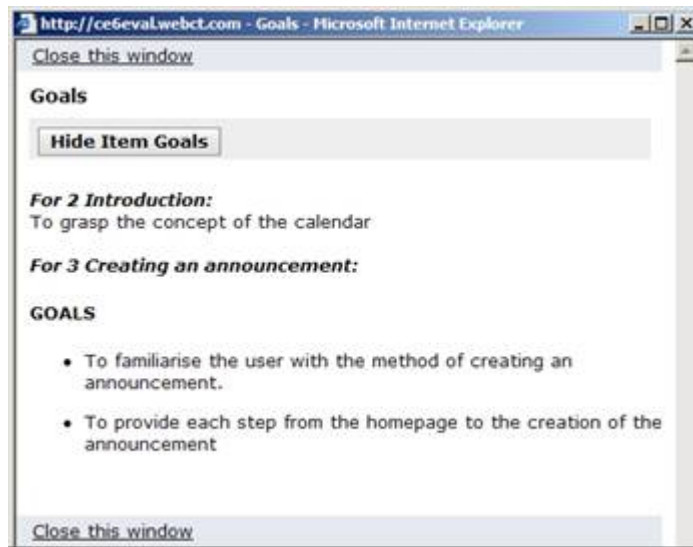 http://ce6eval.webct.com - Goals - Microsoft Internet Explorer
Close this window
Goals
Hide Item Goals
For 2 Introduction:
To grasp the concept of the calendar
For 3 Creating an announcement:
GOALS
• To familiarise the user with the method of creating an
announcement.
• To provide each step from the homepage to the creation of the
announcement
Close this window